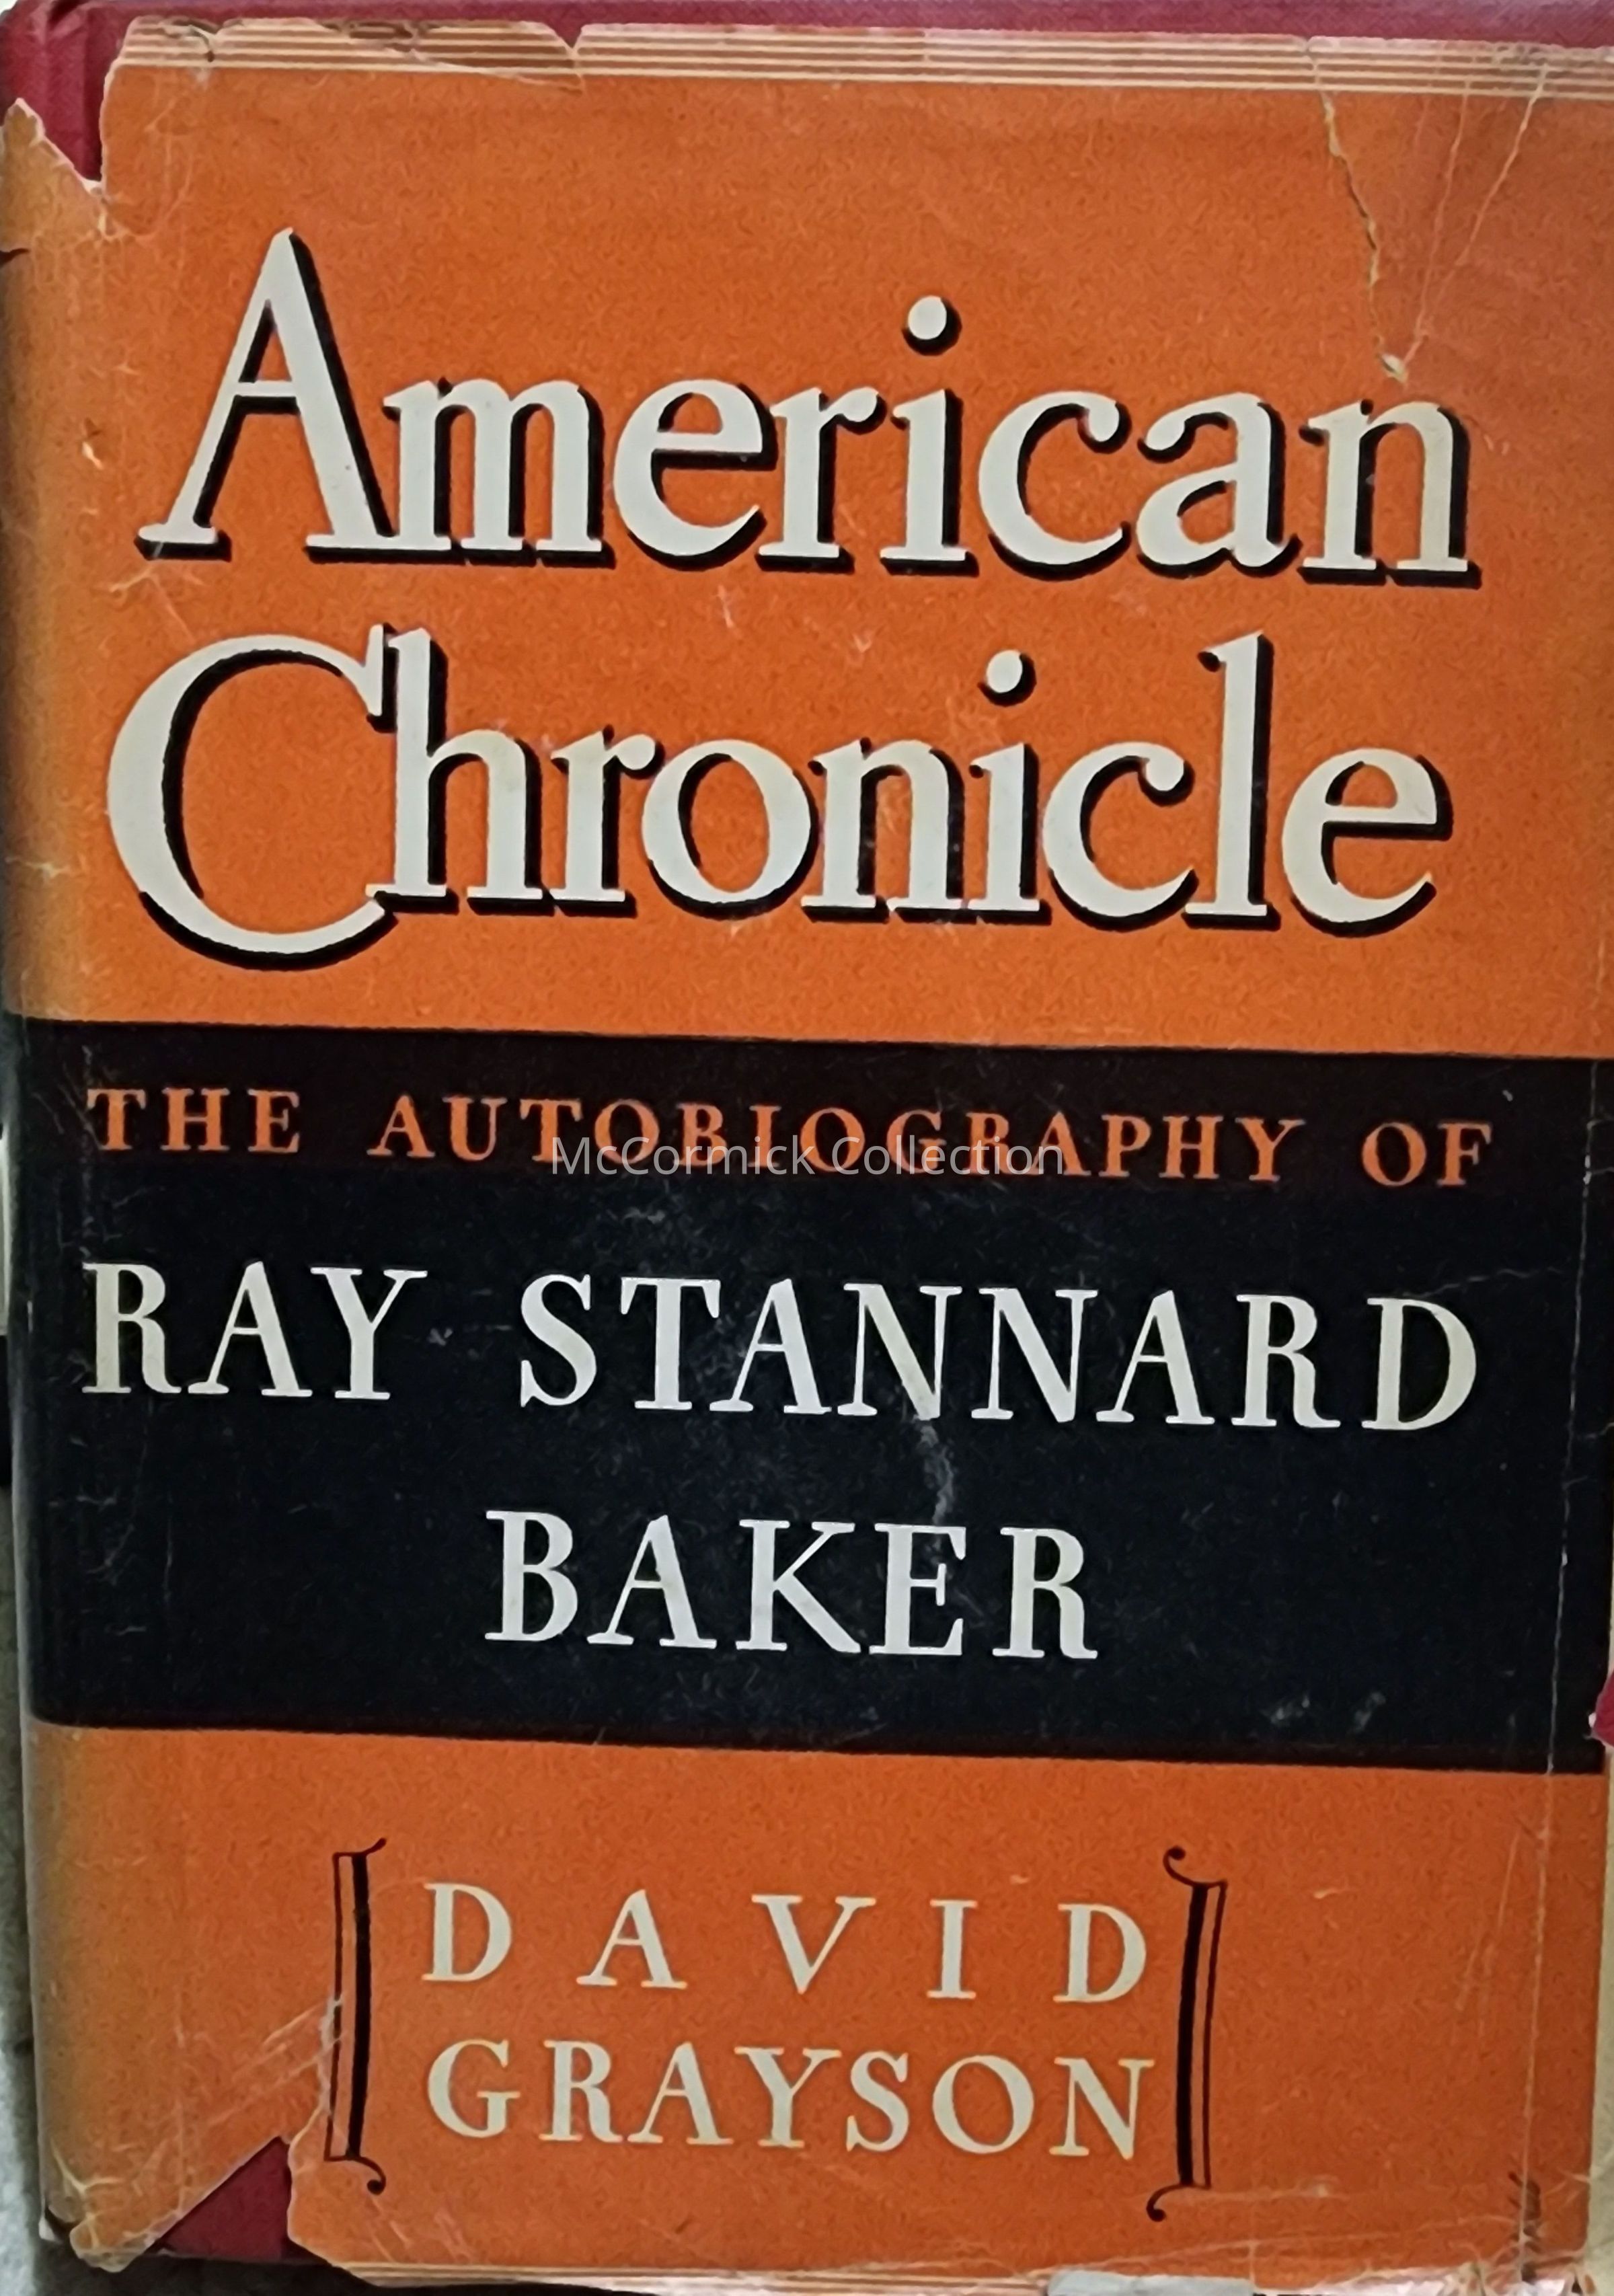 American
Chronicle
THE AUTOBIOGRAPHY OF
McCormick Collection
RAY STANNARD
BAKER
[DAVID
GRAYSON]